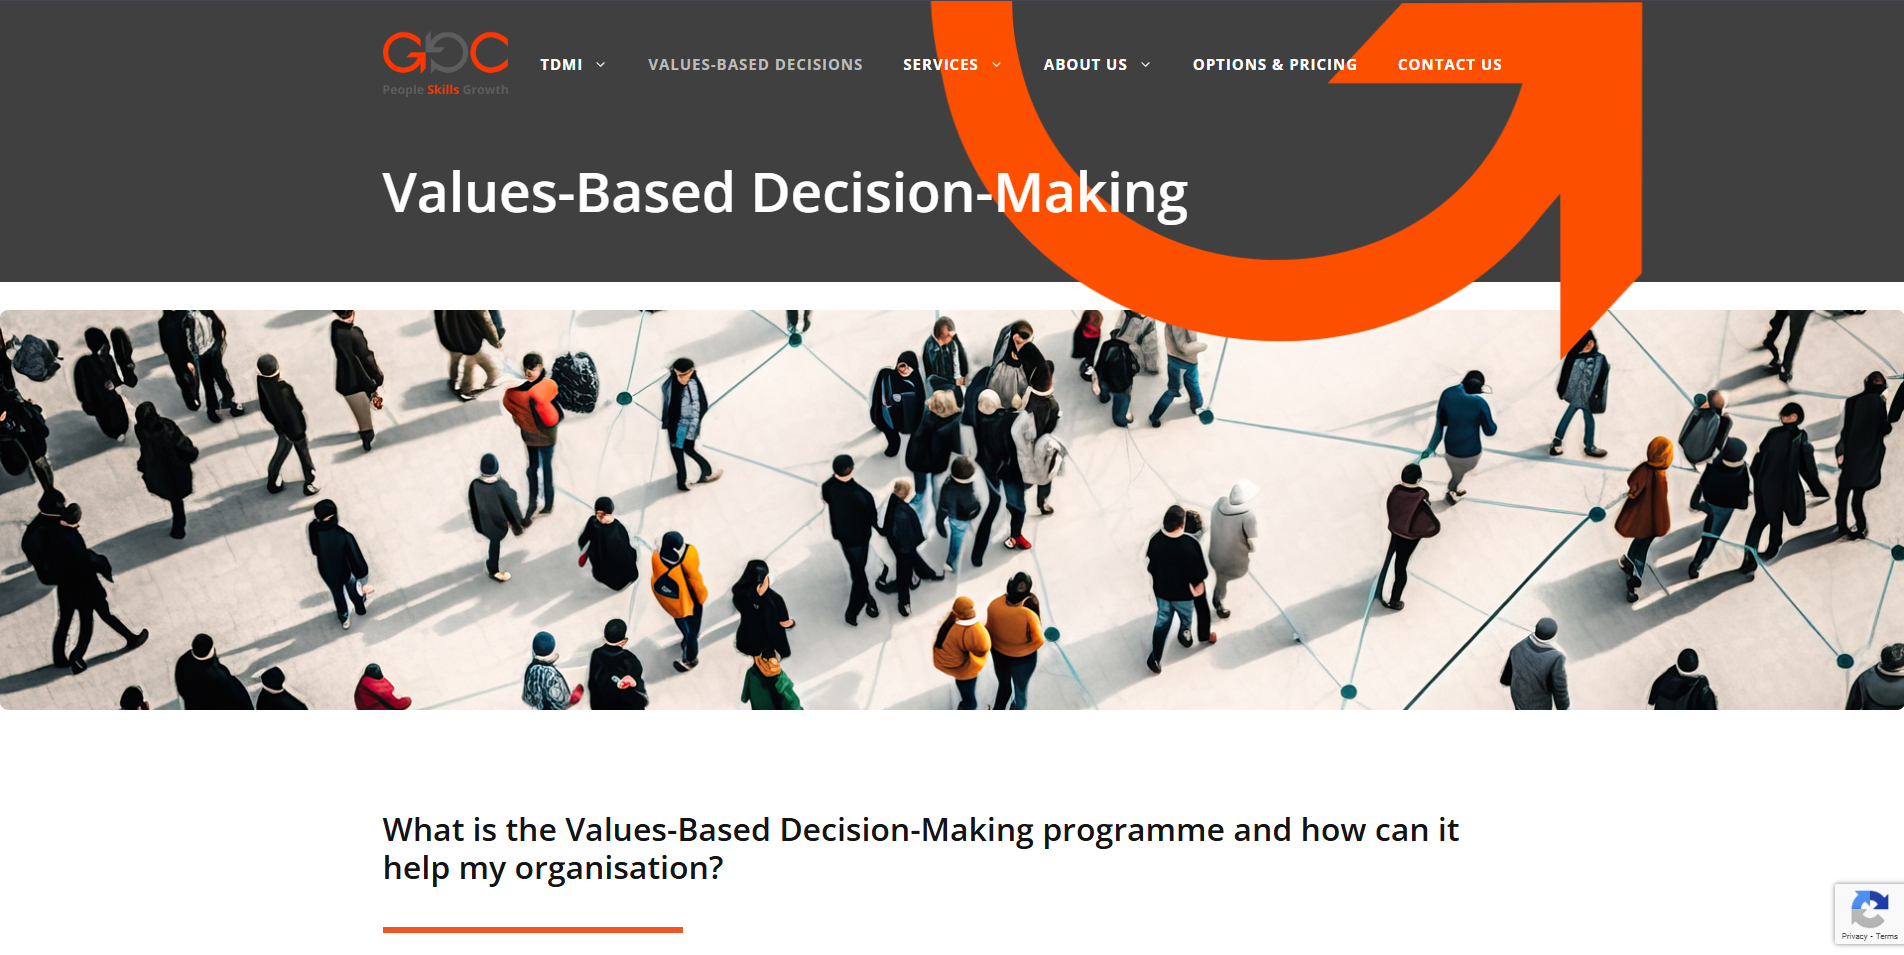 GGC
People Skills Growth
TDMI
VALUES-BASED DECISIONS
SERVICES
ABOUT US
OPTIONS & PRICING
CONTACT US
Values-Based Decision-Making
What is the Values-Based Decision-Making programme and how can it
help my organisation?
Privacy - Terms